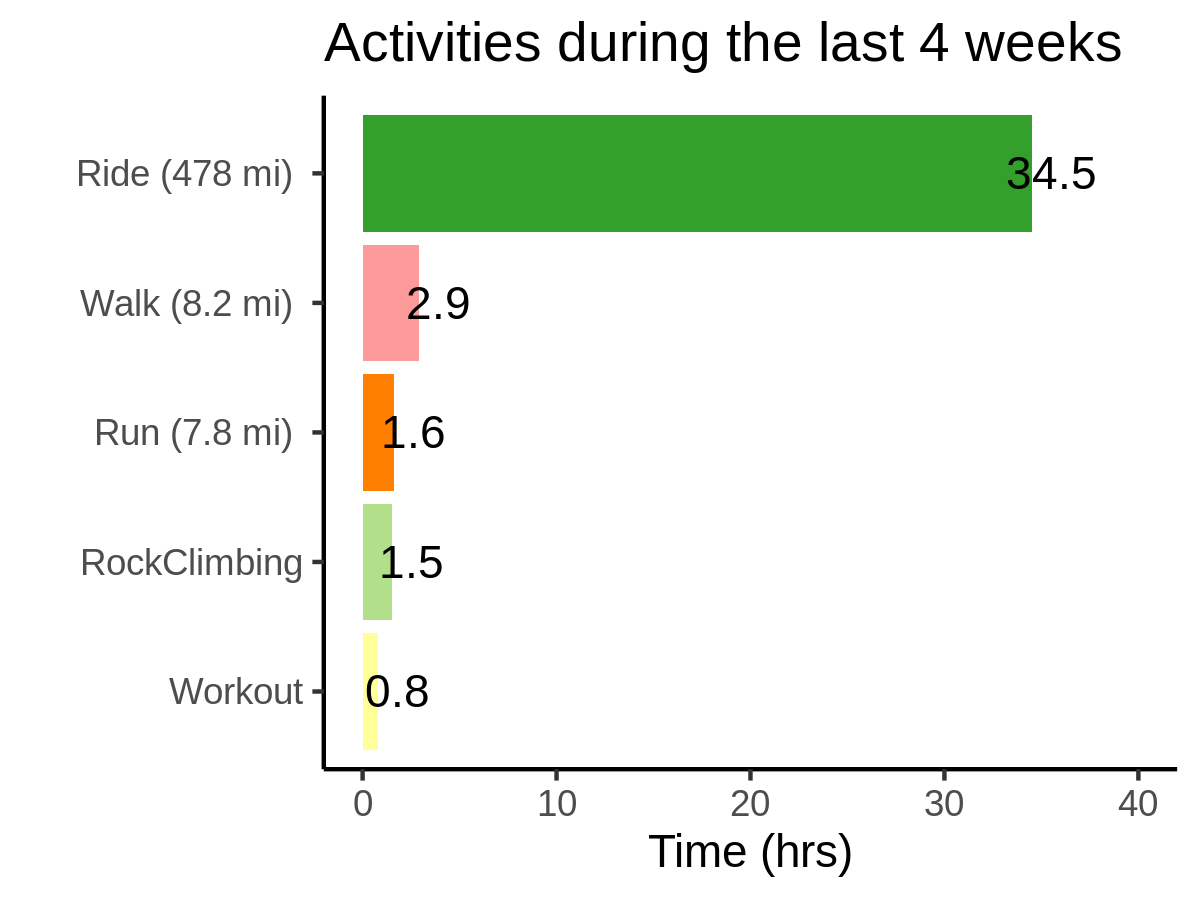 Activities during the last 4 weeks
Ride (478 mi)
34.5
Walk (8.2 mi)
2.9
Run (7.8 mi)
1.6
RockClimbing
1.5
Workout
0.8
0 10 20 30 40
Time (hrs)